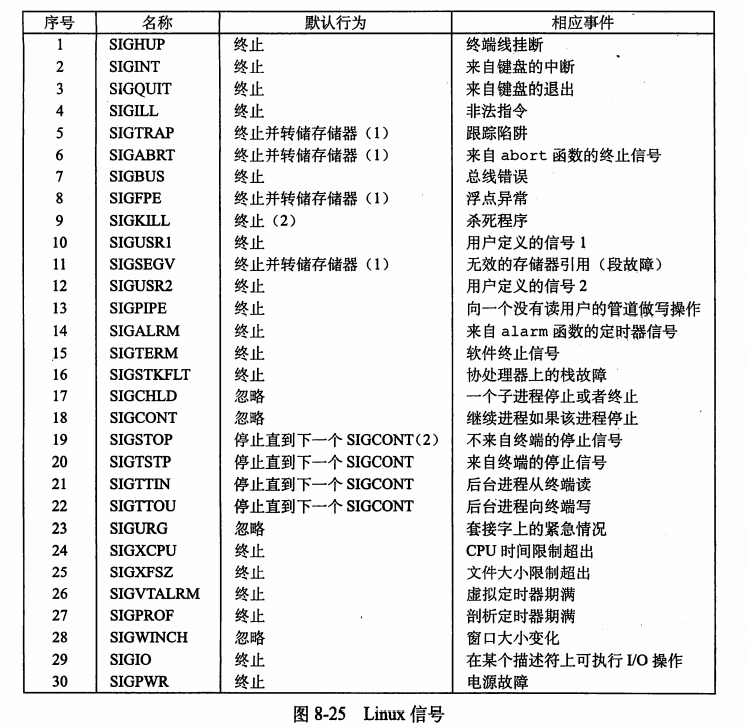 序号 名称 默认行为 相应事件
1 SIGHUP 终止 终端线挂断
2 SIGINT 终止 来自键盘的中断
3 SIGQUIT 终止 来自键盘的退出
4 SIGILL 终止 非法指令
5 SIGTRAP 终止并转储存储器（1） 跟踪陷阱
6 SIGABRT 终止并转储存储器（1） 来自 abort 函数的终止信号
7 SIGBUS 终止 总线错误
8 SIGFPE 终止并转储存储器（1） 浮点异常
9 SIGKILL 终止（2） 杀死程序
10 SIGUSR1 终止 用户定义的信号 1
11 SIGSEGV 终止并转储存储器（1） 无效的存储器引用（段故障）
12 SIGUSR2 终止 用户定义的信号 2
13 SIGPIPE 终止 向一个没有读用户的管道做写操作
14 SIGALRM 终止 来自 alarm 函数的定时器信号
15 SIGTERM 终止 软件终止信号
16 SIGSTKFLT 终止 协处理器上的栈故障
17 SIGCHLD 忽略 一个子进程停止或者终止
18 SIGCONT 忽略 继续进程如果该进程停止
19 SIGSTOP 停止直到下一个 SIGCONT(2) 不来自终端的停止信号
20 SIGTSTP 停止直到下一个 SIGCONT 来自终端的停止信号
21 SIGTTIN 停止直到下一个 SIGCONT 后台进程从终端读
22 SIGTTOU 停止直到下一个 SIGCONT 后台进程向终端写
23 SIGURG 忽略 套接字上的紧急情况
24 SIGXCPU 终止 CPU 时间限制超出
25 SIGXFSZ 终止 文件大小限制超出
26 SIGVTALRM 终止 虚拟定时器期满
27 SIGPROF 终止 剖析定时器期满
28 SIGWINCH 忽略 窗口大小变化
29 SIGIO 终止 在某个描述符上可执行 I/O 操作
30 SIGPWR 终止 电源故障
图 8-25 Linux 信号